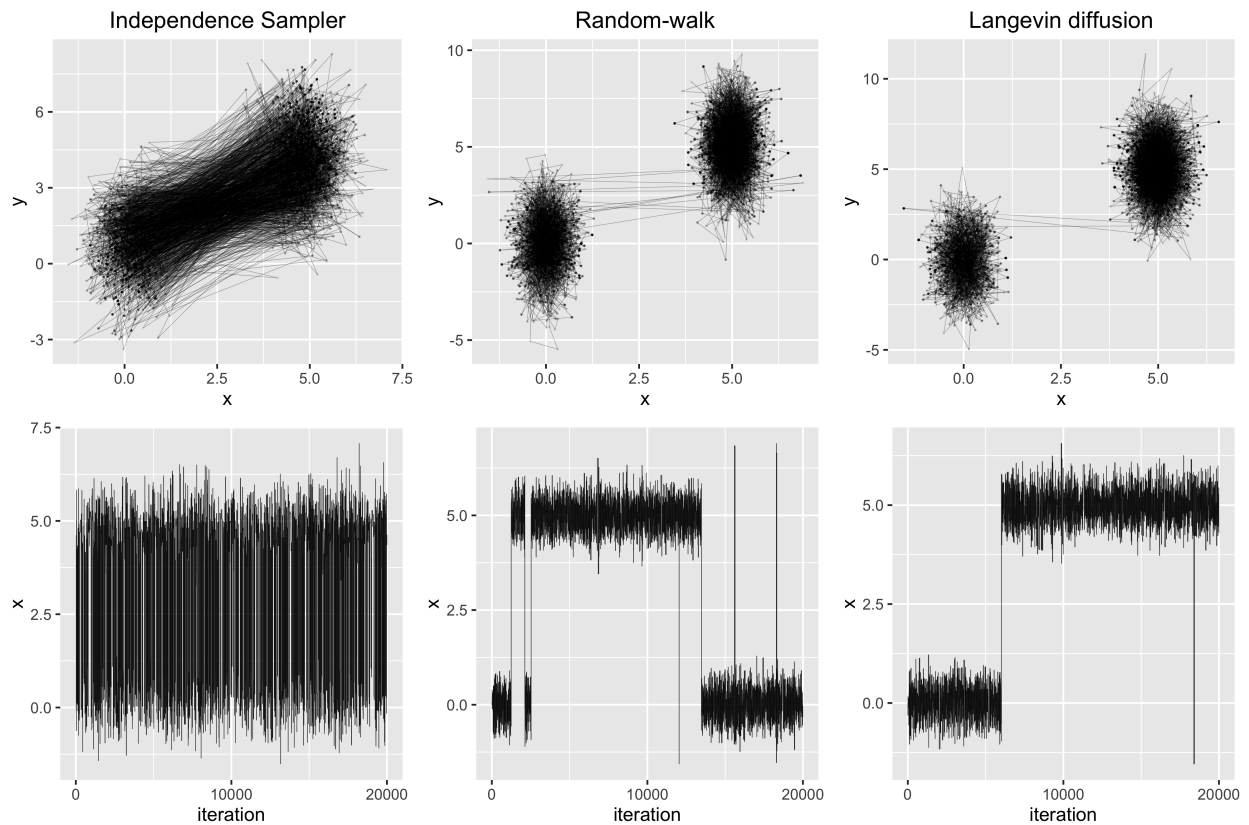 Independence Sampler
Random-walk
Langevin diffusion
6
3
0
-3
y
0.0 2.5 5.0 7.5
x
10
5
0
-5
y
0.0 2.5 5.0
x
10
5
0
-5
y
0.0 2.5 5.0
x
7.5
5.0
2.5
0.0
x
0 10000 20000
iteration
5.0
2.5
0.0
x
0 10000 20000
iteration
5.0
2.5
0.0
x
0 10000 20000
iteration